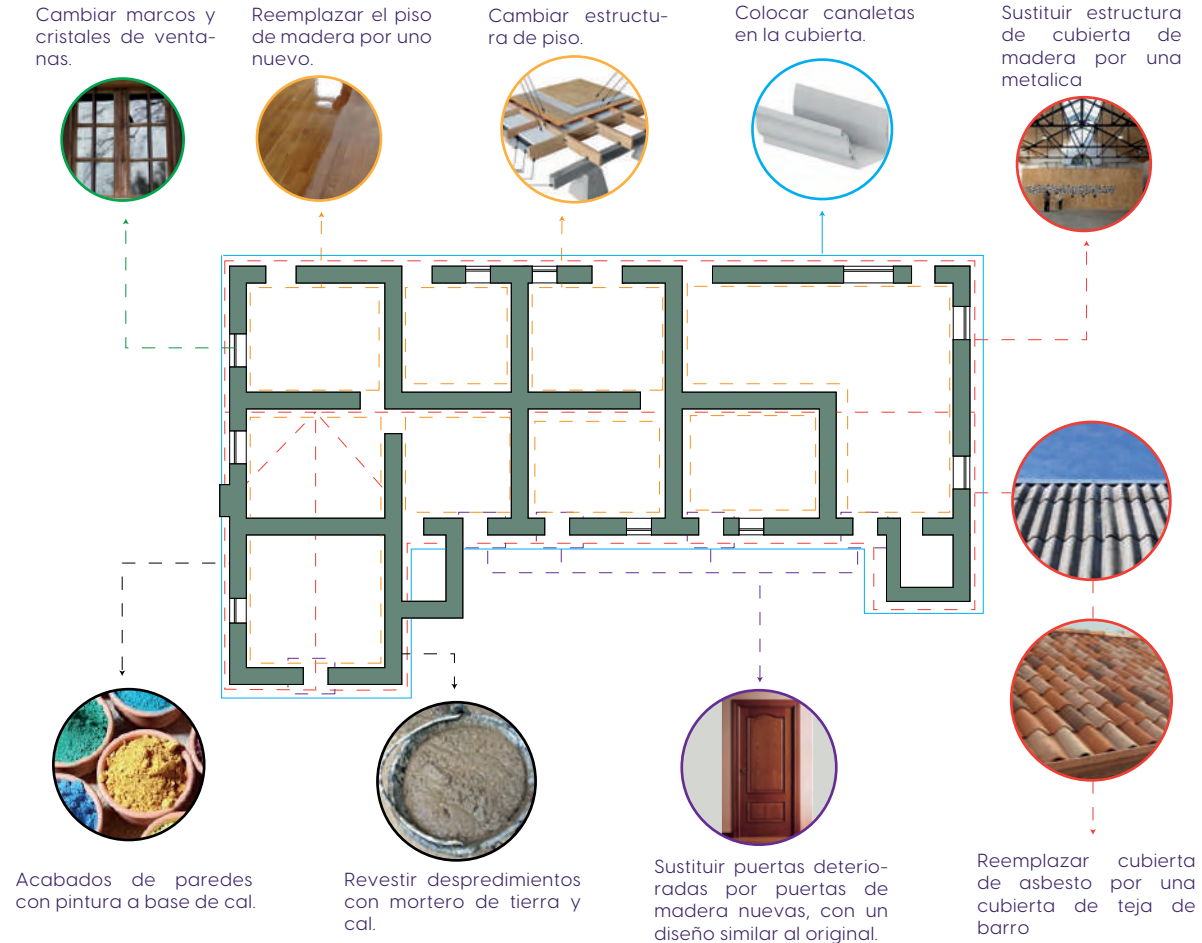 Cambiar marcos y
cristales de venta-
nas.
Reemplazar el piso
de madera por uno
nuevo.
Cambiar estructu-
ra de piso.
Colocar canaletas
en la cubierta.
Sustituir estructura
de cubierta de
madera por una
metalica
Acabados de paredes
con pintura a base de cal.
Revestir despredimientos
con mortero de tierra y
cal.
Sustituir puertas deterio-
radas por puertas de
madera nuevas, con un
diseño similar al original.
Reemplazar cubierta
de asbesto por una
cubierta de teja de
barro